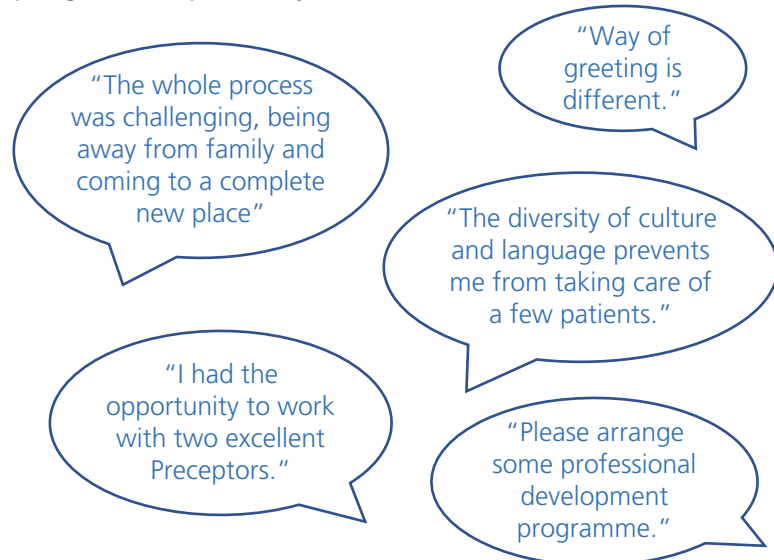 “The whole process
was challenging, being
away from family and
coming to a complete
new place”
“Way of
greeting is
different.”
“The diversity of culture
and language prevents
me from taking care of
a few patients.”
“I had the
opportunity to work
with two excellent
Preceptors.”
“Please arrange
some professional
development
programme.”